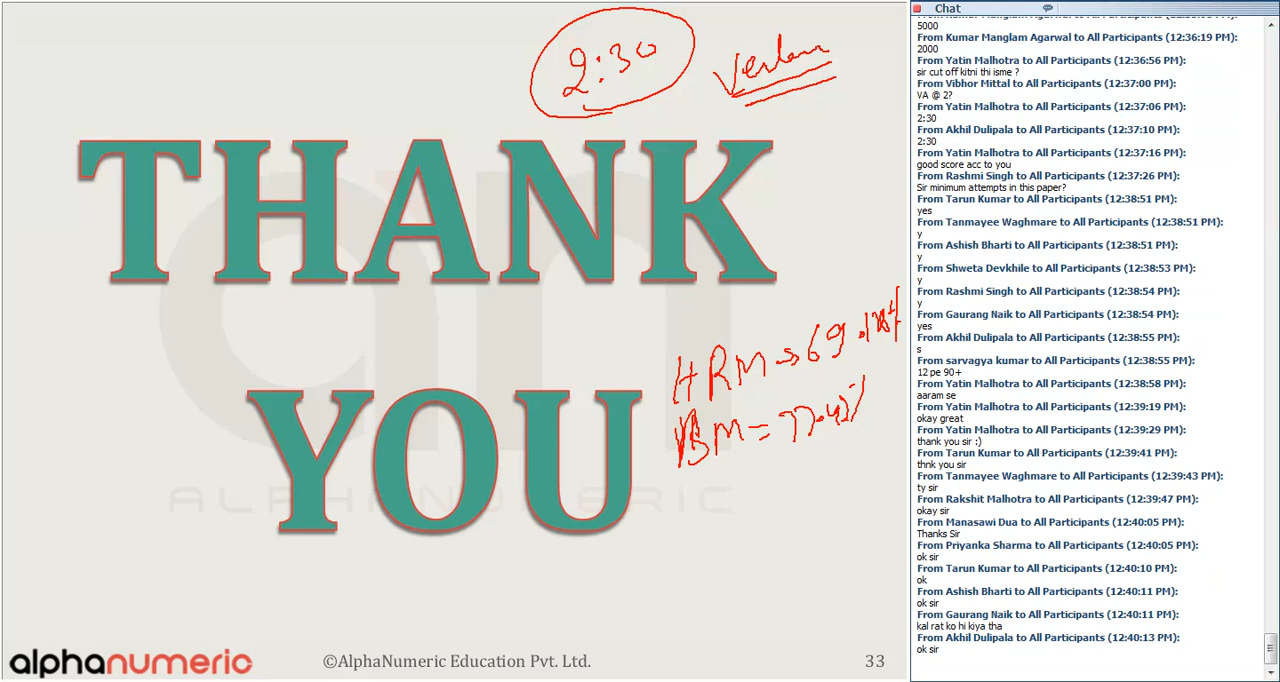 2:30
THANK
YOU
HRM → 69.
BM = 77.
ALPHANUMERIC
alphanumeric
©AlphaNumeric Education Pvt. Ltd.
33
Chat
5000
From Kumar Manglam Agarwal to All Participants (12:36:19 PM):
2000
From Yatin Malhotra to All Participants (12:36:56 PM):
sir cut off kitni thi isme ?
From Vibhor Mittal to All Participants (12:37:00 PM):
VA @ 2?
From Yatin Malhotra to All Participants (12:37:06 PM):
2:30
From Akhil Dulipala to All Participants (12:37:10 PM):
2:30
From Yatin Malhotra to All Participants (12:37:16 PM):
good score acc to you
From Rashmi Singh to All Participants (12:37:26 PM):
Sir minimum attempts in this paper?
From Tarun Kumar to All Participants (12:38:51 PM):
yes
From Tanmayee Waghmare to All Participants (12:38:51 PM):
y
From Ashish Bharti to All Participants (12:38:51 PM):
y
From Shweta Devkhile to All Participants (12:38:53 PM):
y
From Rashmi Singh to All Participants (12:38:54 PM):
y
From Gaurang Naik to All Participants (12:38:54 PM):
yes
From Akhil Dulipala to All Participants (12:38:55 PM):
s
From sarvagya kumar to All Participants (12:38:55 PM):
12 pe 90+
From Yatin Malhotra to All Participants (12:38:58 PM):
aaram se
From Yatin Malhotra to All Participants (12:39:19 PM):
okay great
From Yatin Malhotra to All Participants (12:39:29 PM):
thank you sir :)
From Tarun Kumar to All Participants (12:39:41 PM):
thnk you sir
From Tanmayee Waghmare to All Participants (12:39:43 PM):
ty sir
From Rakshit Malhotra to All Participants (12:39:47 PM):
okay sir
From Manasawi Dua to All Participants (12:40:05 PM):
Thanks Sir
From Priyanka Sharma to All Participants (12:40:05 PM):
ok sir
From Tarun Kumar to All Participants (12:40:10 PM):
ok
From Ashish Bharti to All Participants (12:40:11 PM):
ok sir
From Gaurang Naik to All Participants (12:40:11 PM):
kal rat ko hi kiya tha
From Akhil Dulipala to All Participants (12:40:13 PM):
ok sir